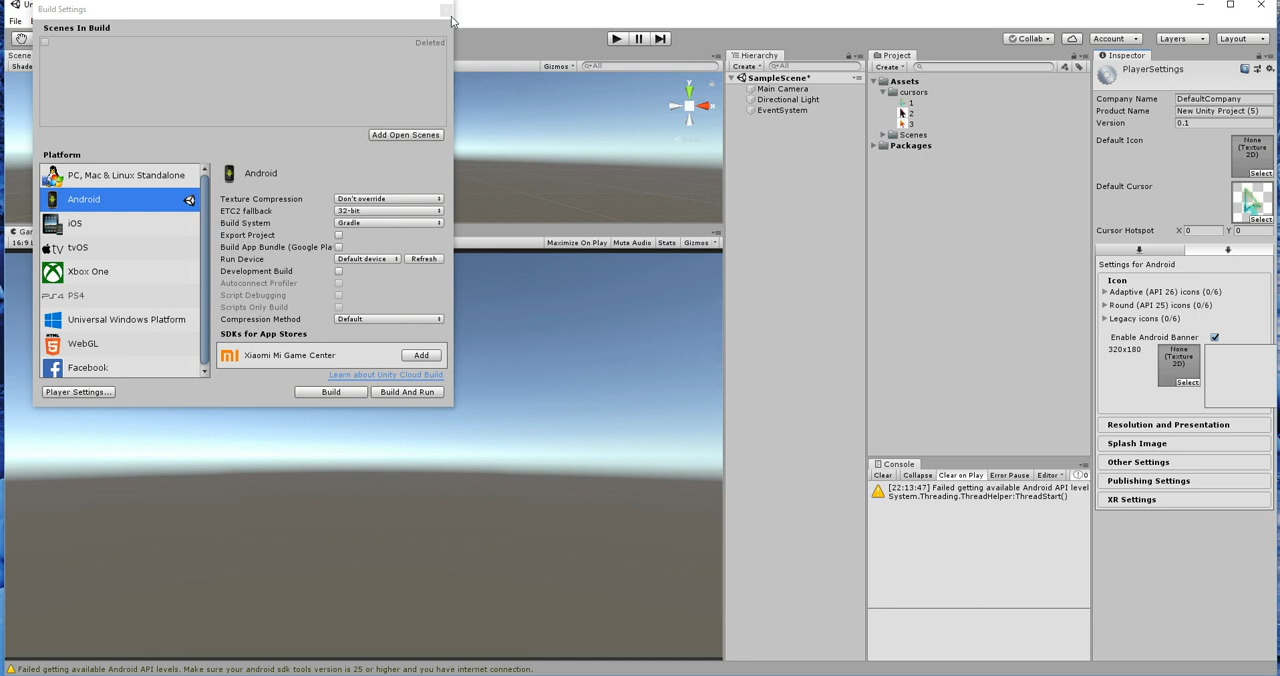 Build Settings
Un
File
Scenes In Build
Deleted
Add Open Scenes
Platform
PC, Mac & Linux Standalone
Android
iOS
tvOS
Xbox One
PS4
Universal Windows Platform
WebGL
Facebook
Android
Texture Compression Don't override
ETC2 fallback 32-bit
Build System Gradle
Export Project
Build App Bundle (Google Pla
Run Device Default device Refresh
Development Build
Autoconnect Profiler
Script Debugging
Scripts Only Build
Compression Method Default
SDKs for App Stores
Xiaomi Mi Game Center Add
Learn about Unity Cloud Build
Player Settings... Build Build And Run
Scene
Shade
Gizmos All
y
Gam
16:9
Maximize On Play Mute Audio Stats Gizmos
Collab Account Layers Layout
Hierarchy
Create All
SampleScene*
Main Camera
Directional Light
EventSystem
Project
Create
Assets
cursors
1
2
3
Scenes
Packages
Console
Clear Collapse Clear on Play Error Pause Editor 0
[22:13:47] Failed getting available Android API level
System.Threading.ThreadHelper:ThreadStart()
Inspector
PlayerSettings
Company Name DefaultCompany
Product Name New Unity Project (5)
Version 0.1
Default Icon
None
(Texture
2D)
Select
Default Cursor
Select
Cursor Hotspot X 0 Y 0
Settings for Android
Icon
Adaptive (API 26) icons (0/6)
Round (API 25) icons (0/6)
Legacy icons (0/6)
Enable Android Banner
320x180
None
(Texture
2D)
Select
Resolution and Presentation
Splash Image
Other Settings
Publishing Settings
XR Settings
Failed getting available Android API levels. Make sure your android sdk tools version is 25 or higher and you have internet connection.